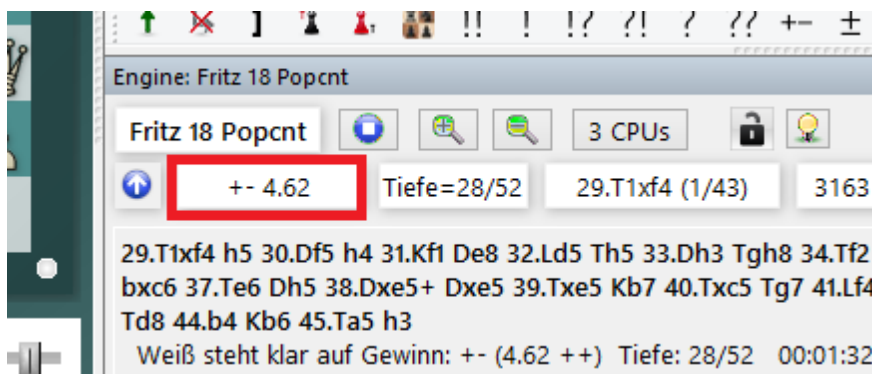 ] !! ! !? ?! ? ?? +- ±
Engine: Fritz 18 Popcnt
Fritz 18 Popcnt 3 CPUs
+- 4.62 Tiefe=28/52 29.T1xf4 (1/43) 3163
29.T1xf4 h5 30.Df5 h4 31.Kf1 De8 32.Ld5 Th5 33.Dh3 Tgh8 34.Tf2
bxc6 37.Te6 Dh5 38.Dxe5+ Dxe5 39.Txe5 Kb7 40.Txc5 Tg7 41.Lf4
Td8 44.b4 Kb6 45.Ta5 h3
Weiß steht klar auf Gewinn: +- (4.62 ++) Tiefe: 28/52 00:01:32